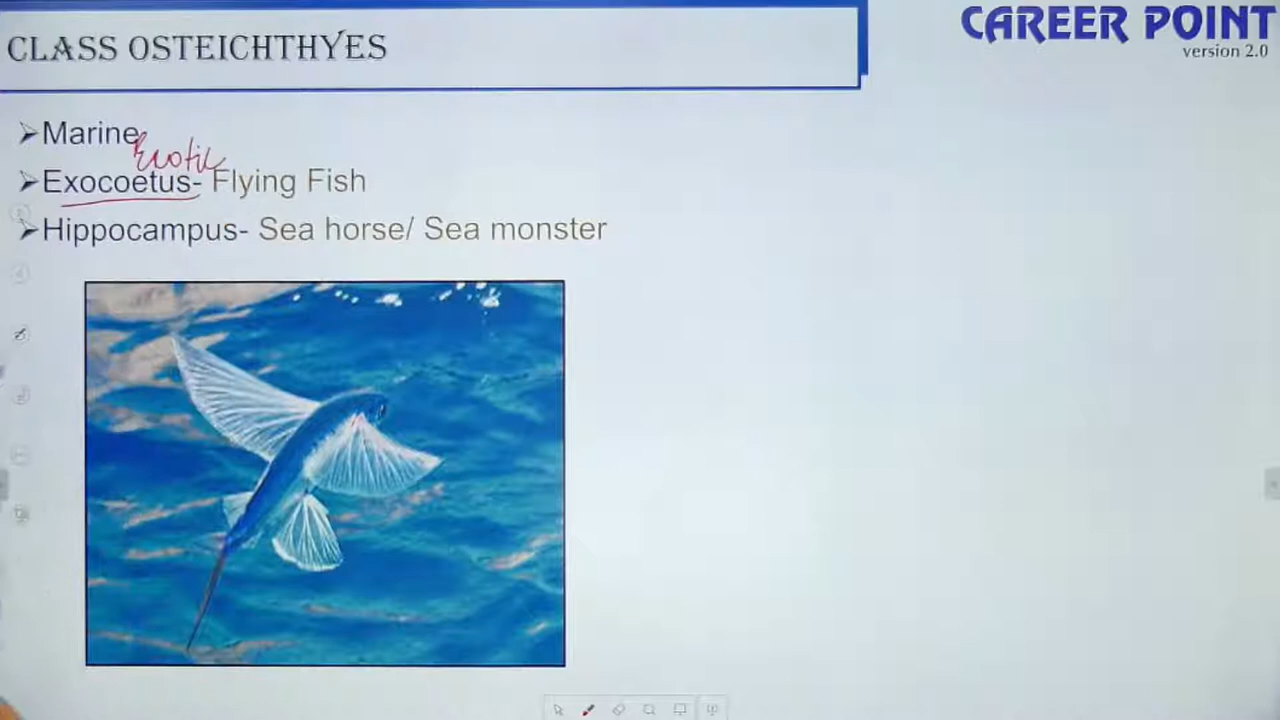 CLASS OSTEICHTHYES
CAREER POINT
version 2.0
➢Marine
Exotic
➢Exocoetus- Flying Fish
➢Hippocampus- Sea horse/ Sea monster